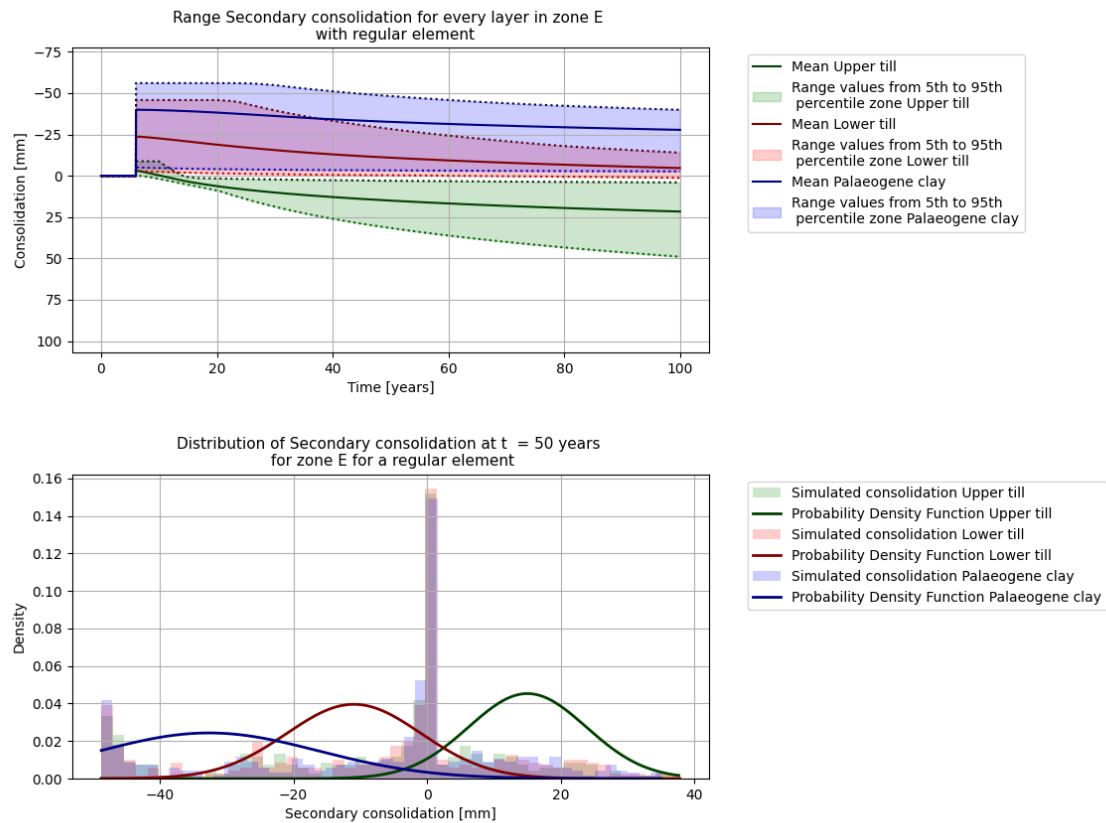 Range Secondary consolidation for every layer in zone E
with regular element
−75
−50
−25
0
25
50
75
100
Consolidation [mm]
0
20
40
60
80
100
Time [years]
Mean Upper till
Range values from 5th to 95th
percentile zone Upper till
Mean Lower till
Range values from 5th to 95th
percentile zone Lower till
Mean Palaeogene clay
Range values from 5th to 95th
percentile zone Palaeogene clay
Distribution of Secondary consolidation at t = 50 years
for zone E for a regular element
0.16
0.14
0.12
0.10
0.08
0.06
0.04
0.02
0.00
Density
−40
−20
0
20
40
Secondary consolidation [mm]
Simulated consolidation Upper till
Probability Density Function Upper till
Simulated consolidation Lower till
Probability Density Function Lower till
Simulated consolidation Palaeogene clay
Probability Density Function Palaeogene clay